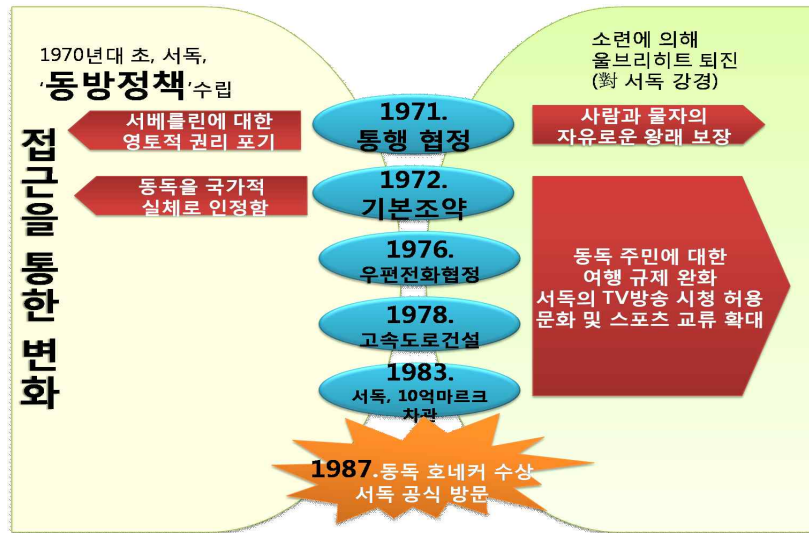 1970년대 초, 서독,
‘동방정책’수립
소련에 의해
울브리히트 퇴진
(對 서독 강경)
접근을 통한 변화
서베를린에 대한
영토적 권리 포기
1971.
통행 협정
사람과 물자의
자유로운 왕래 보장
동독을 국가적
실체로 인정함
1972.
기본조약
1976.
우편전화협정
1978.
고속도로건설
1983.
서독, 10억마르크
차관
동독 주민에 대한
여행 규제 완화
서독의 TV방송 시청 허용
문화 및 스포츠 교류 확대
1987.동독 호네커 수상
서독 공식 방문